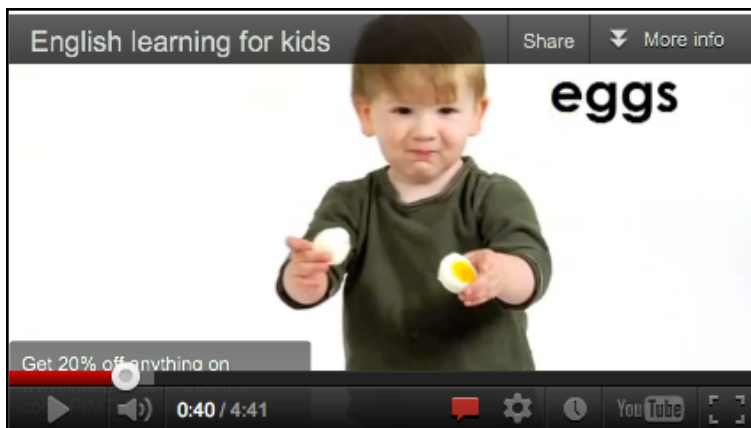 English learning for kids Share More info
eggs
Get 20% off anything on
0:40 / 4:41 YouTube